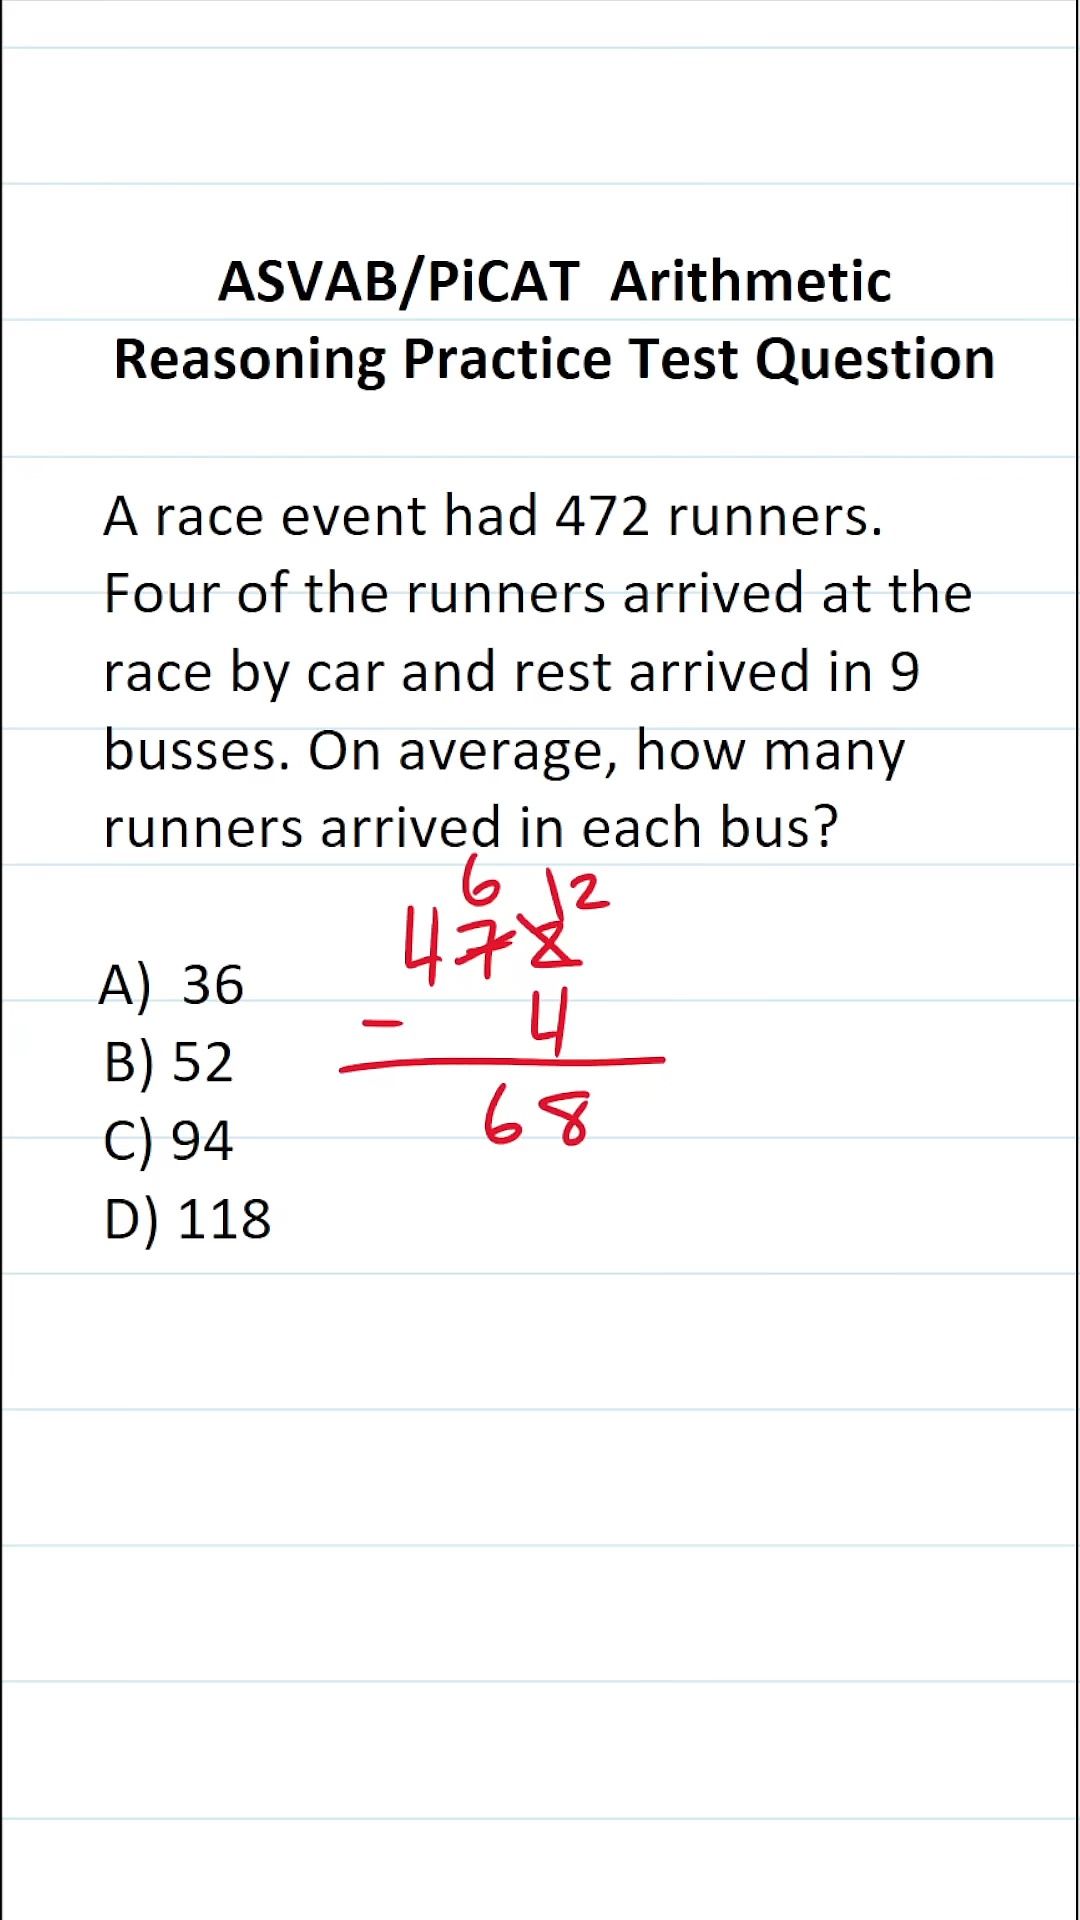 ASVAB/PiCAT Arithmetic
Reasoning Practice Test Question
A race event had 472 runners.
Four of the runners arrived at the
race by car and rest arrived in 9
busses. On average, how many
runners arrived in each bus?
6 12
472
- 4
68
A) 36
B) 52
C) 94
D) 118